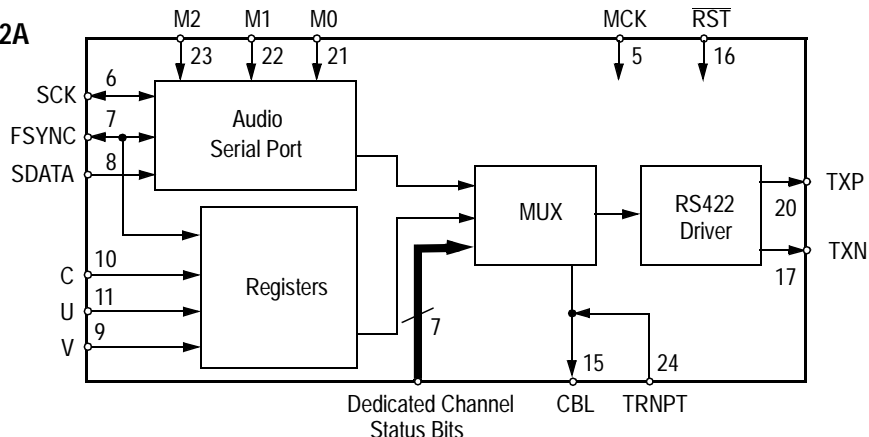 2A
M2 M1 M0 MCK R̅S̅T̅
23 22 21 5 16
SCK 6
FSYNC 7
SDATA 8
Audio
Serial Port
MUX
RS422
Driver
TXP
20
TXN
17
C 10
U 11
V 9
Registers
7
15 24
Dedicated Channel
Status Bits
CBL TRNPT